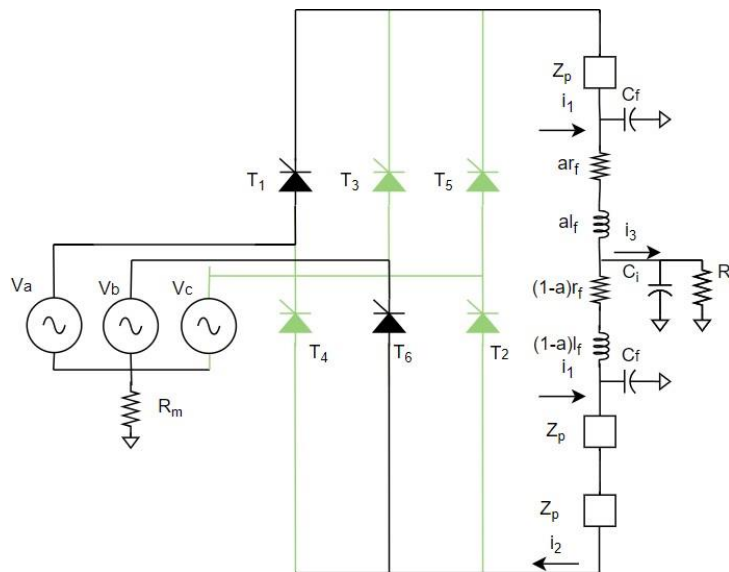 Zp
i1
Cf
arf
T1
T3
T5
alf
i3
Va
Vb
Vc
(1-a)rf
Ci
R
T4
T6
T2
(1-a)lf
i1
Cf
Rm
Zp
Zp
i2